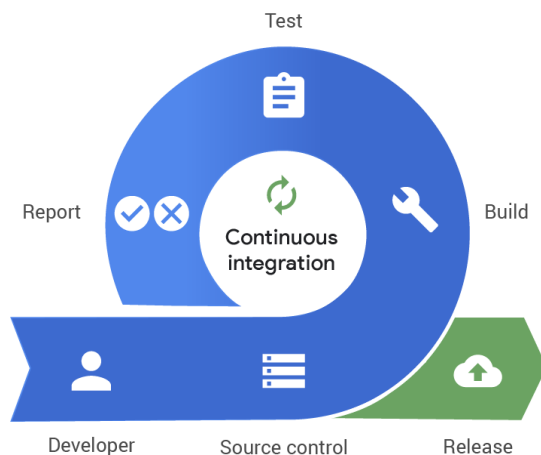 Test
Report
Build
Continuous
integration
Developer
Source control
Release